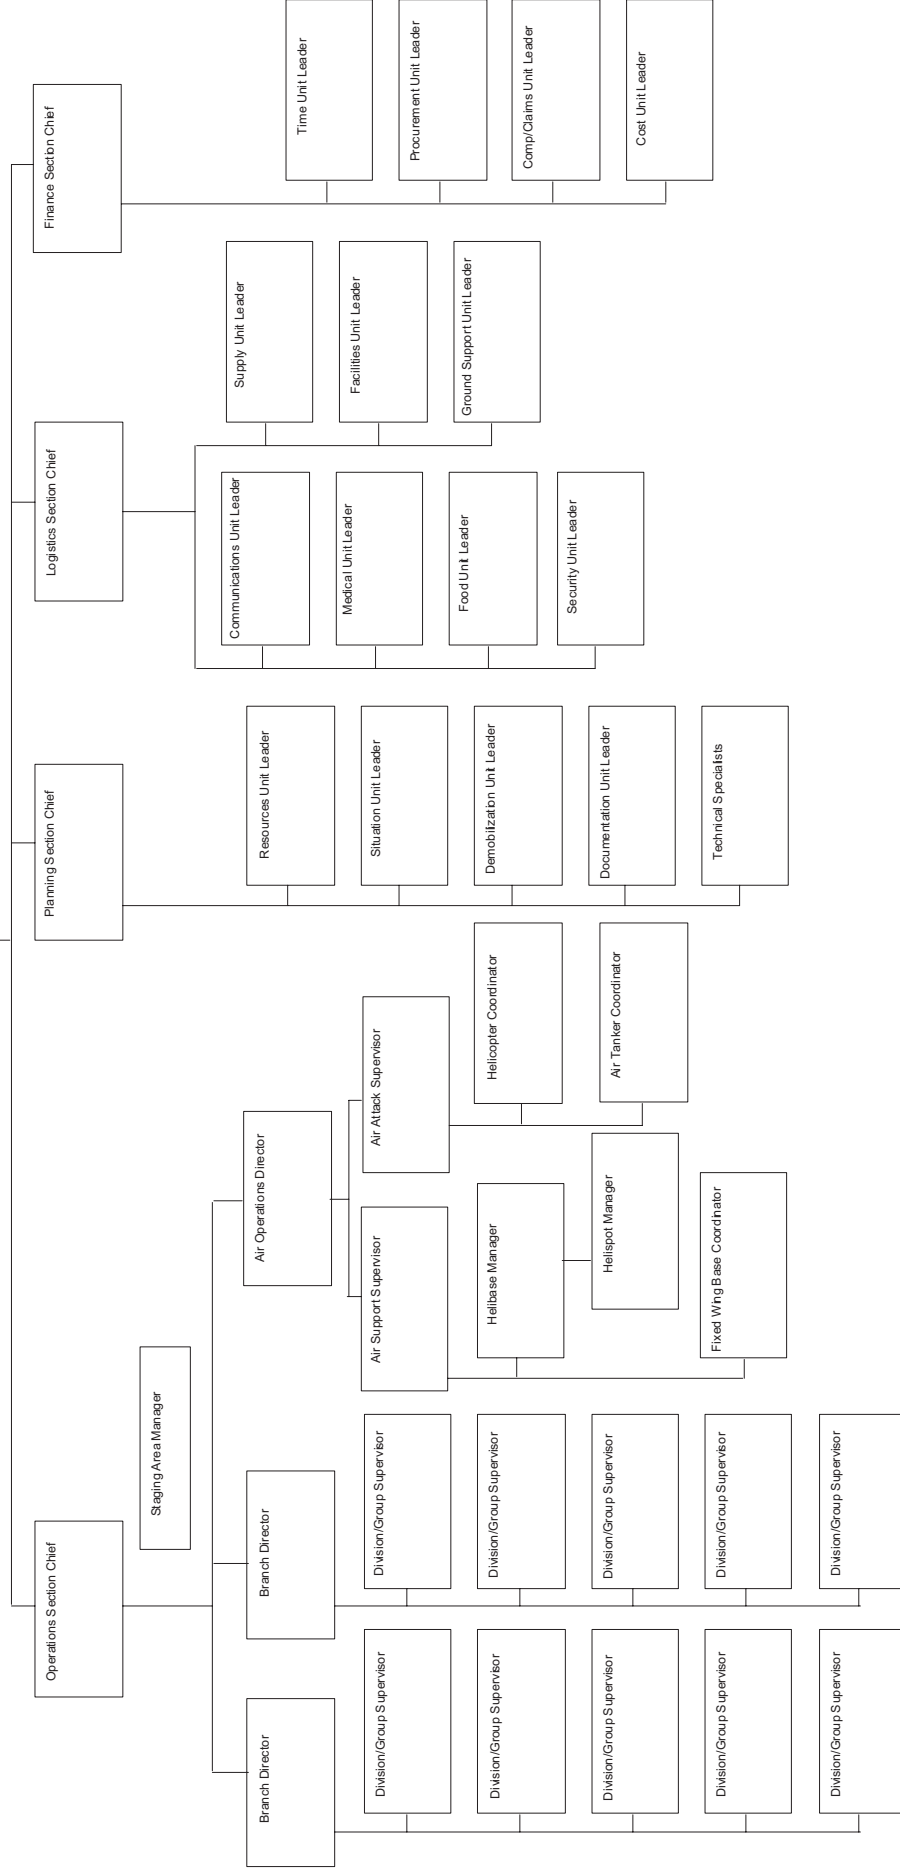 Operations Section Chief
Planning Section Chief
Logistics Section Chief
Finance Section Chief
Staging Area Manager
Branch Director
Division/Group Supervisor
Division/Group Supervisor
Division/Group Supervisor
Division/Group Supervisor
Division/Group Supervisor
Branch Director
Division/Group Supervisor
Division/Group Supervisor
Division/Group Supervisor
Division/Group Supervisor
Division/Group Supervisor
Air Operations Director
Air Support Supervisor
Helibase Manager
Helispot Manager
Fixed Wing Base Coordinator
Air Attack Supervisor
Helicopter Coordinator
Air Tanker Coordinator
Resources Unit Leader
Situation Unit Leader
Demobilization Unit Leader
Documentation Unit Leader
Technical Specialists
Communications Unit Leader
Medical Unit Leader
Food Unit Leader
Security Unit Leader
Supply Unit Leader
Facilities Unit Leader
Ground Support Unit Leader
Time Unit Leader
Procurement Unit Leader
Comp/Claims Unit Leader
Cost Unit Leader